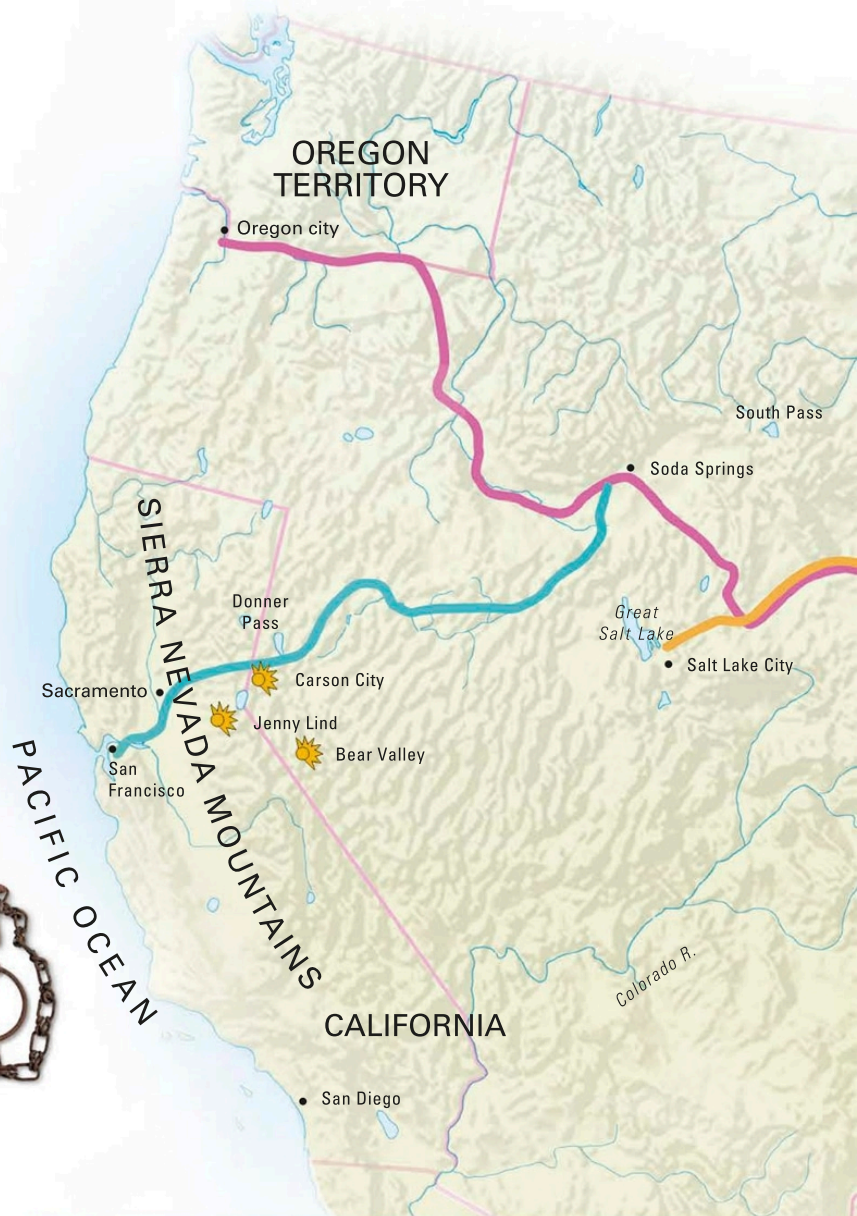 OREGON
TERRITORY
Oregon city
South Pass
Soda Springs
SIERRA NEVADA MOUNTAINS
Donner
Pass
Great
Salt Lake
Salt Lake City
Carson City
Sacramento
Jenny Lind
Bear Valley
San
Francisco
PACIFIC OCEAN
Colorado R.
CALIFORNIA
San Diego